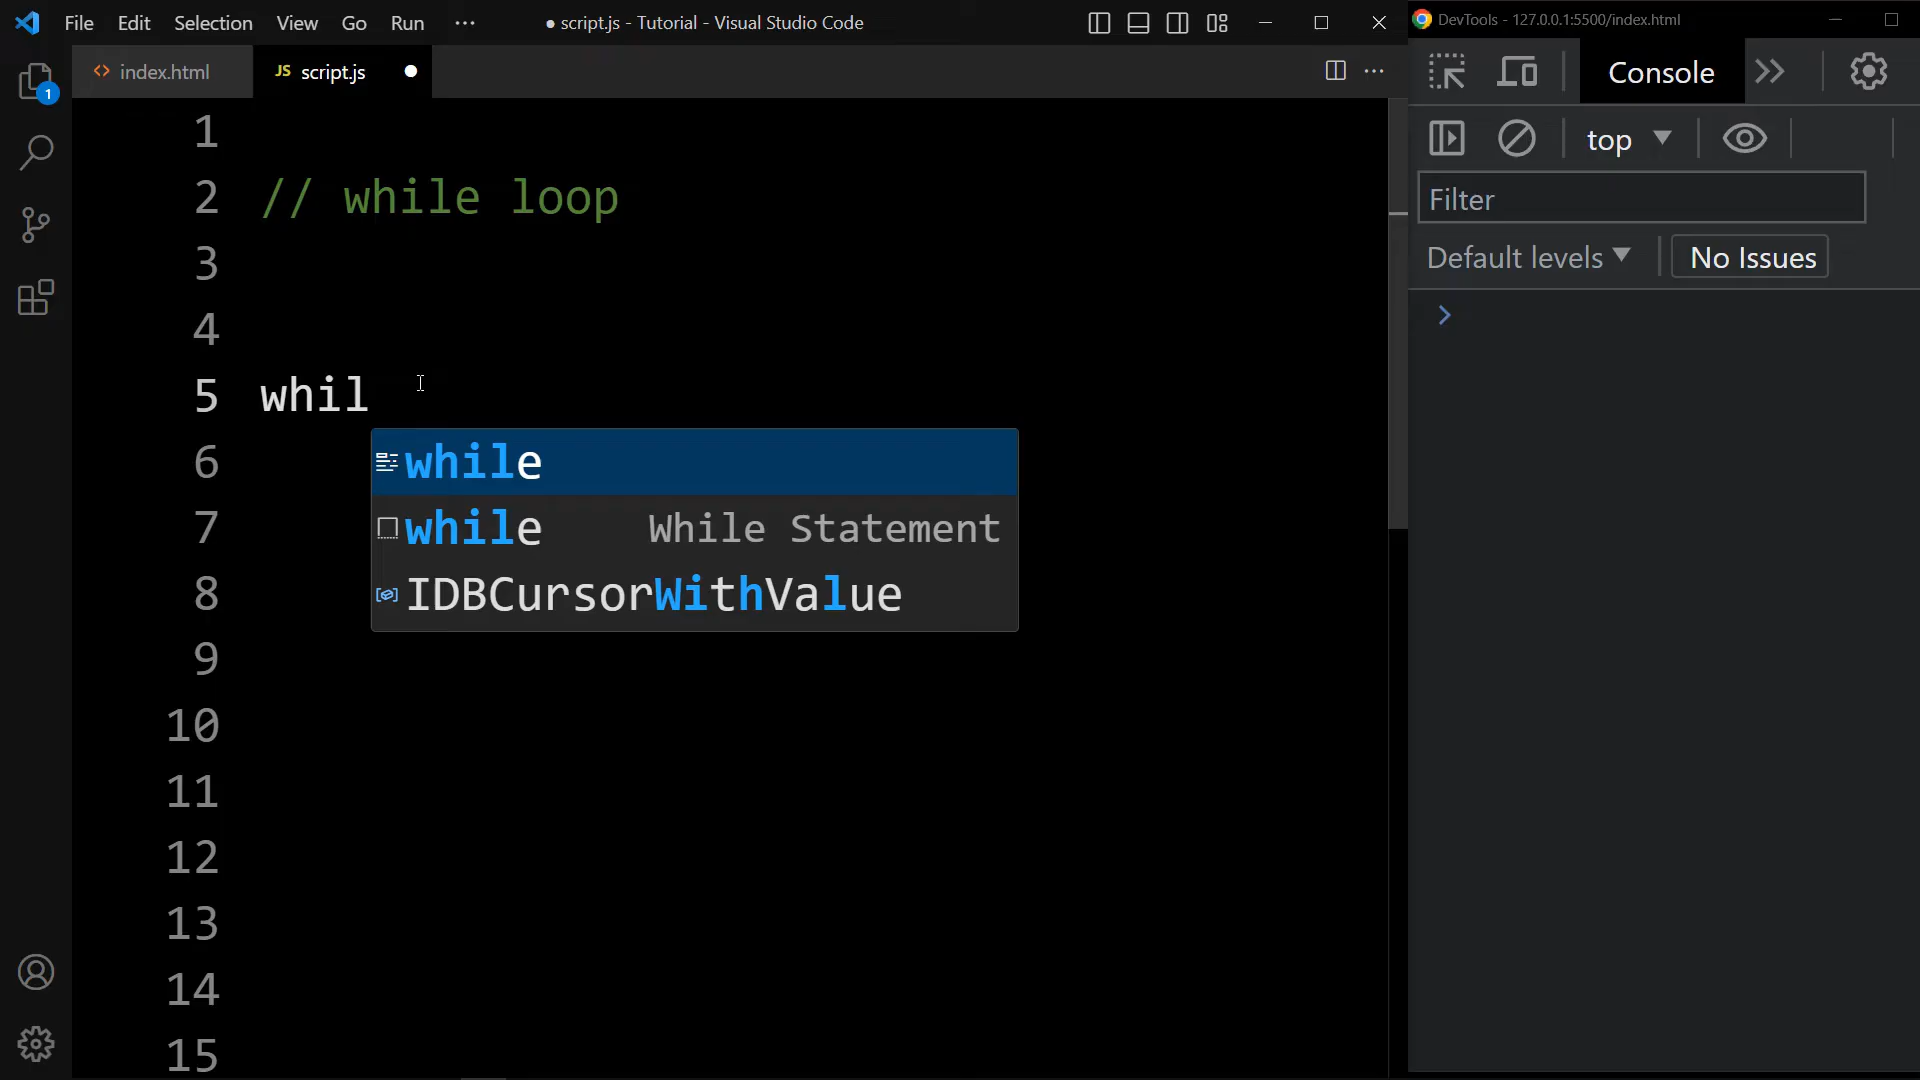 File Edit Selection View Go Run ··· ● script.js - Tutorial - Visual Studio Code
DevTools - 127.0.0.1:5500/index.html
<> index.html
JS script.js ●
Console
top
Filter
Default levels
No Issues
1
1
2 // while loop
3
4
5 whil
6
7
8
9
10
11
12
13
14
15
while
while While Statement
IDBCursorWithValue